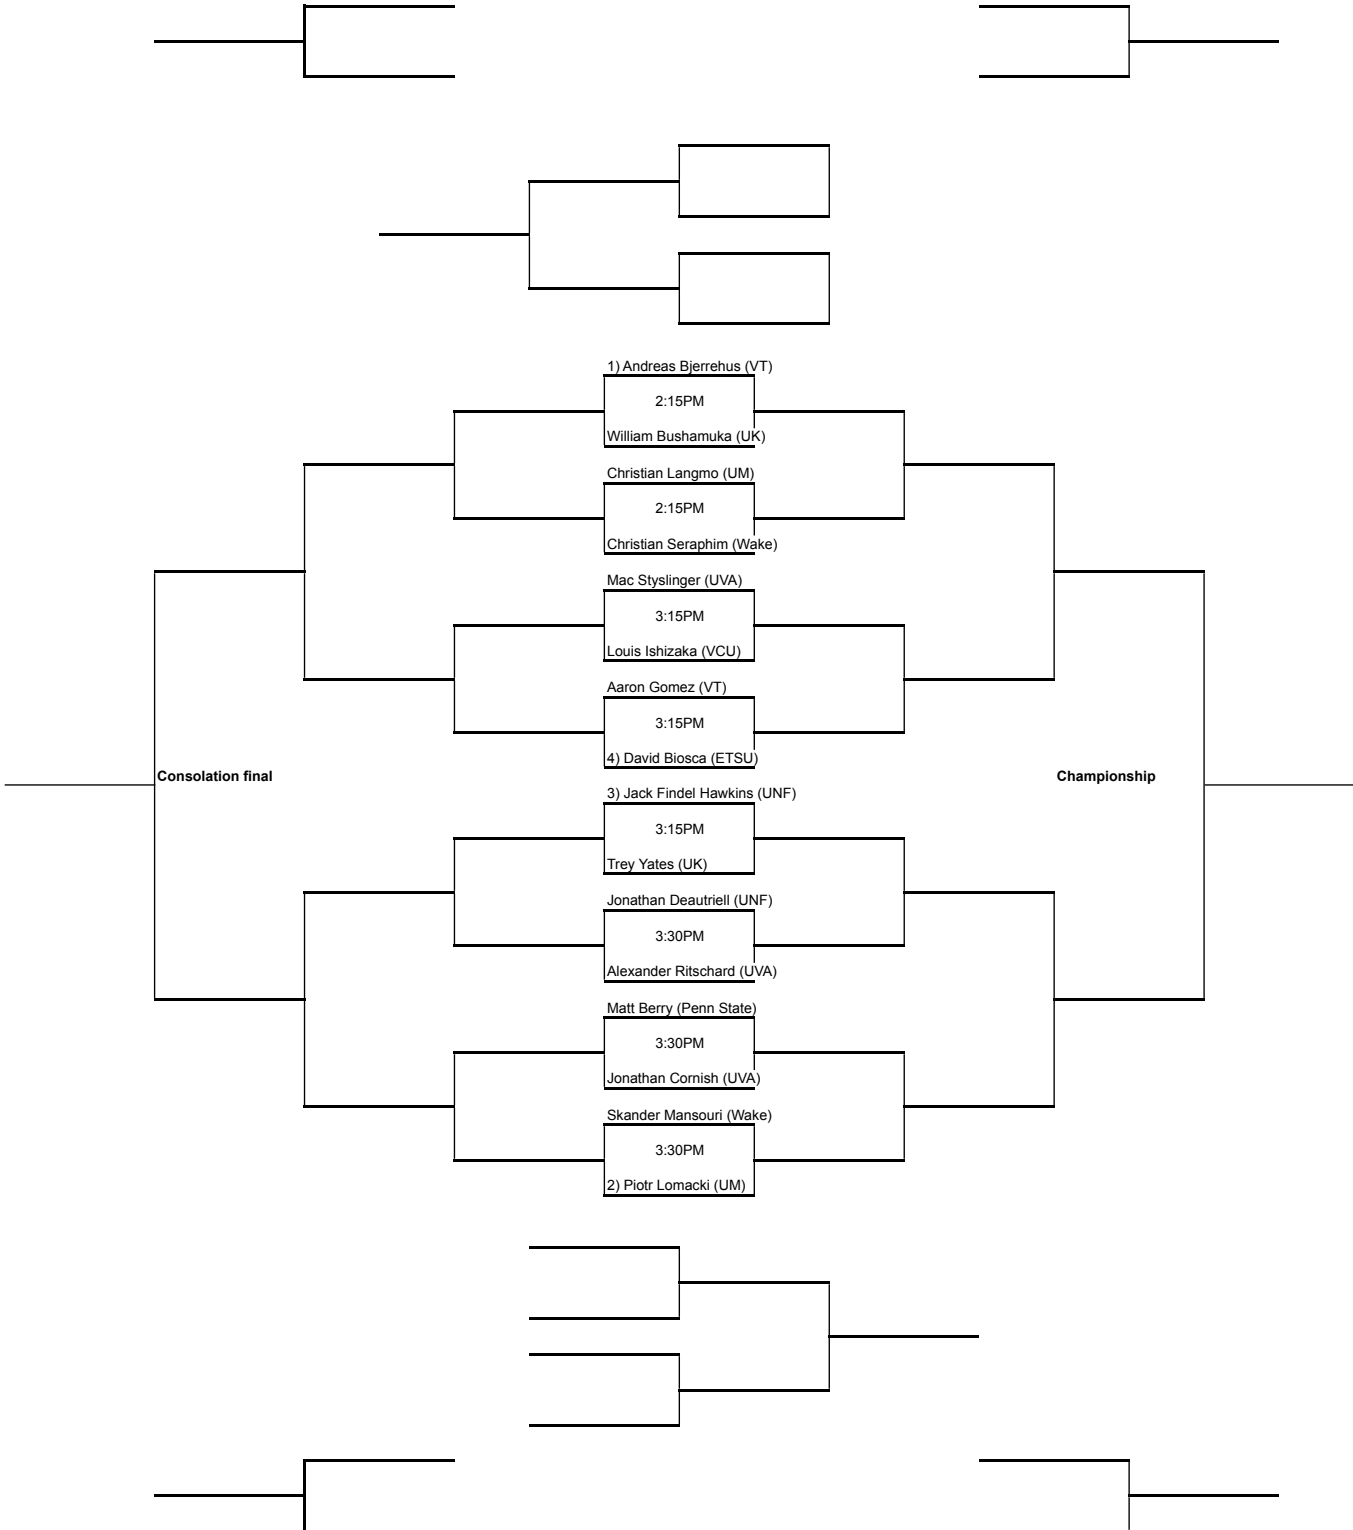 1) Andreas Bjerrehus (VT)
2:15PM
William Bushamuka (UK)
Christian Langmo (UM)
2:15PM
Christian Seraphim (Wake)
Mac Styslinger (UVA)
3:15PM
Louis Ishizaka (VCU)
Aaron Gomez (VT)
3:15PM
4) David Biosca (ETSU)
Consolation final
Championship
3) Jack Findel Hawkins (UNF)
3:15PM
Trey Yates (UK)
Jonathan Deautriell (UNF)
3:30PM
Alexander Ritschard (UVA)
Matt Berry (Penn State)
3:30PM
Jonathan Cornish (UVA)
Skander Mansouri (Wake)
3:30PM
2) Piotr Lomacki (UM)